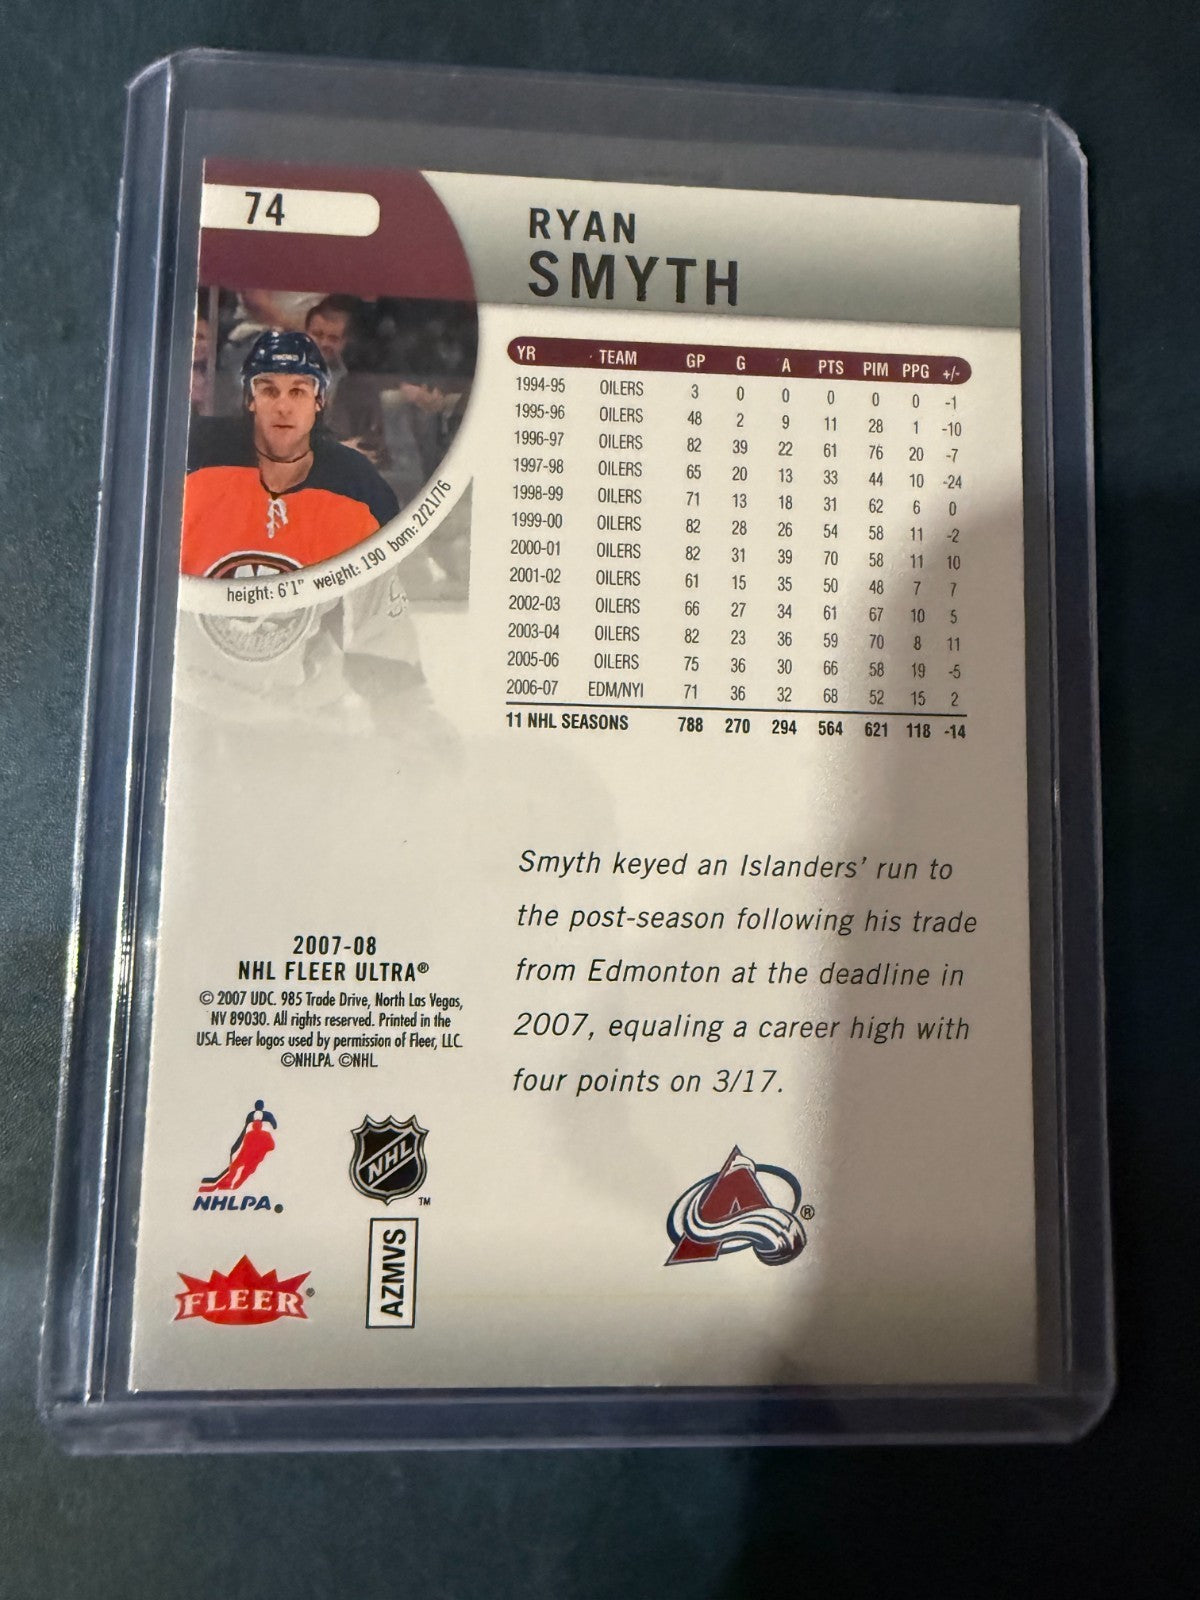 74
RYAN
SMYTH
height: 6'1" weight: 190 born: 2/21/76
YR TEAM GP G A PTS PIM PPG +/-
1994-95 OILERS 3 0 0 0 0 0 -1
1995-96 OILERS 48 2 9 11 28 1 -10
1996-97 OILERS 82 39 22 61 76 20 -7
1997-98 OILERS 65 20 13 33 44 10 -24
1998-99 OILERS 71 13 18 31 62 6 0
1999-00 OILERS 82 28 26 54 58 11 -2
2000-01 OILERS 82 31 39 70 58 11 10
2001-02 OILERS 61 15 35 50 48 7 7
2002-03 OILERS 66 27 34 61 67 10 5
2003-04 OILERS 82 23 36 59 70 8 11
2005-06 OILERS 75 36 30 66 58 19 -5
2006-07 EDM/NYI 71 36 32 68 52 15 2
11 NHL SEASONS 788 270 294 564 621 118 -14
Smyth keyed an Islanders' run to
the post-season following his trade
from Edmonton at the deadline in
2007, equaling a career high with
four points on 3/17.
2007-08
NHL FLEER ULTRA®
© 2007 UDC. 985 Trade Drive, North Las Vegas,
NV 89030. All rights reserved. Printed in the
USA. Fleer logos used by permission of Fleer, LLC.
©NHLPA. ©NHL.
NHLPA®
NHL TM
A ®
FLEER®
AZMVS